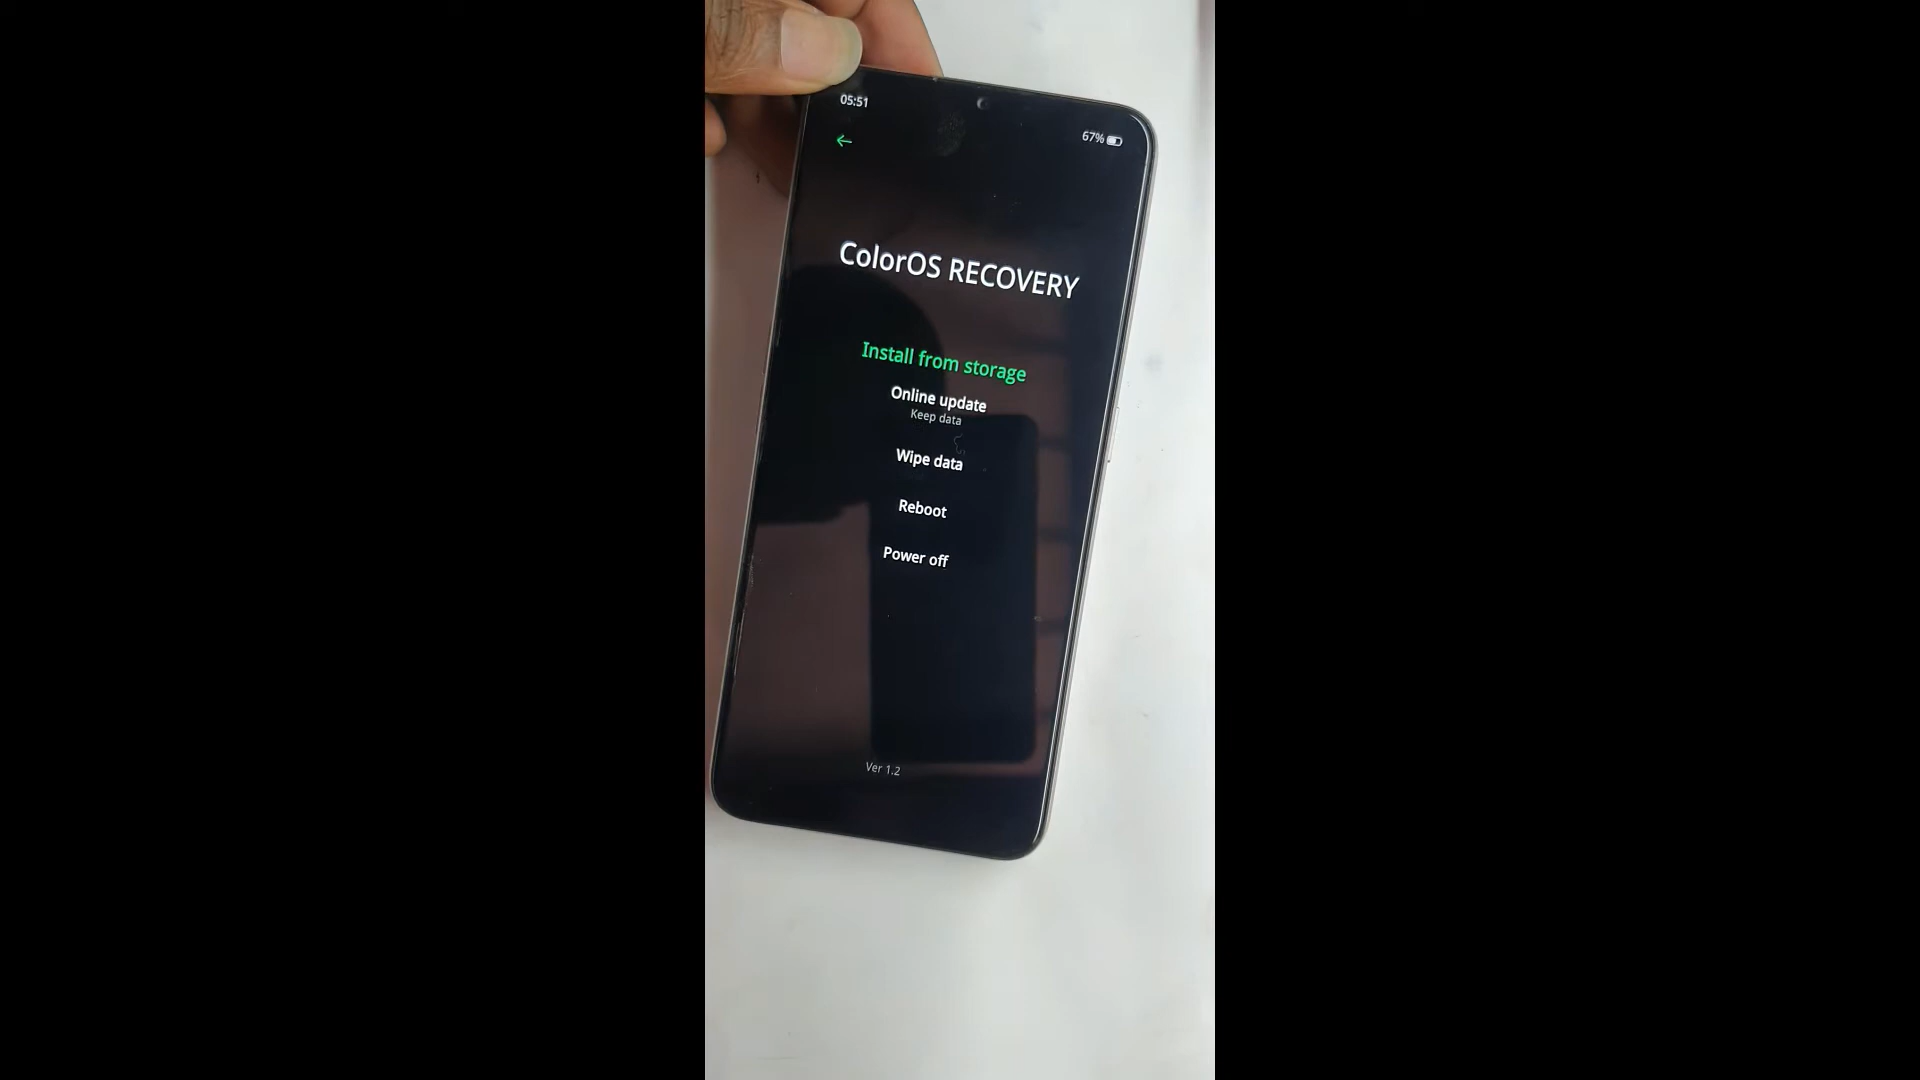 05:51
67%
ColorOS RECOVERY
Install from storage
Online update
Keep data
Wipe data
Reboot
Power off
Ver 1.2